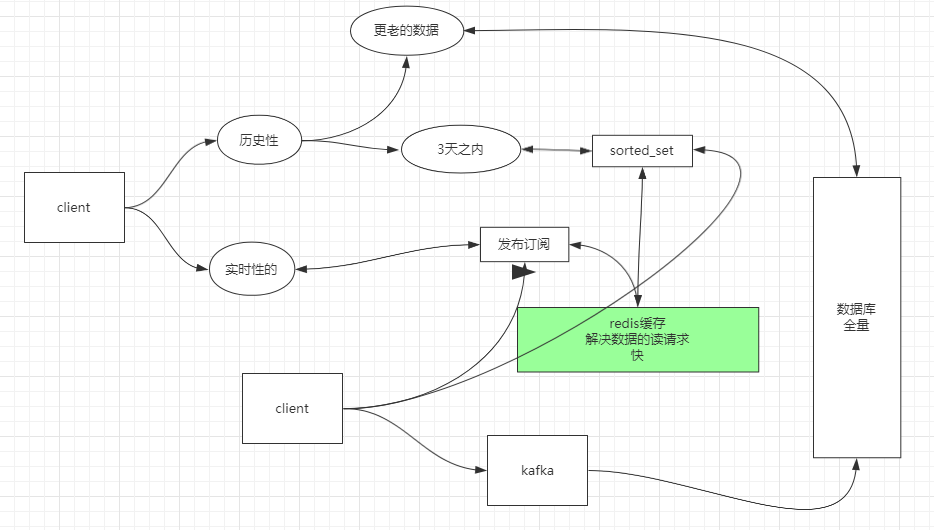 更老的数据
历史性
3天之内
sorted_set
client
发布订阅
实时性的
redis缓存
解决数据的读请求
快
数据库
全量
client
kafka